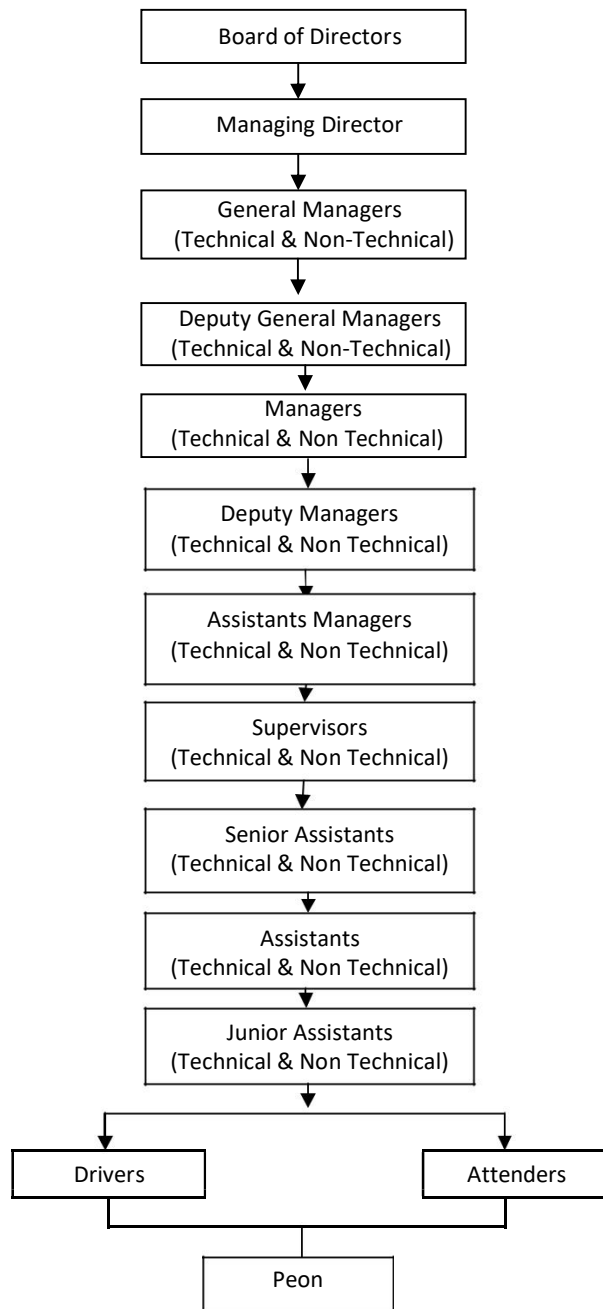 Board of Directors
Managing Director
General Managers
(Technical & Non-Technical)
Deputy General Managers
(Technical & Non-Technical)
Managers
(Technical & Non Technical)
Deputy Managers
(Technical & Non Technical)
Assistants Managers
(Technical & Non Technical)
Supervisors
(Technical & Non Technical)
Senior Assistants
(Technical & Non Technical)
Assistants
(Technical & Non Technical)
Junior Assistants
(Technical & Non Technical)
Drivers
Attenders
Peon